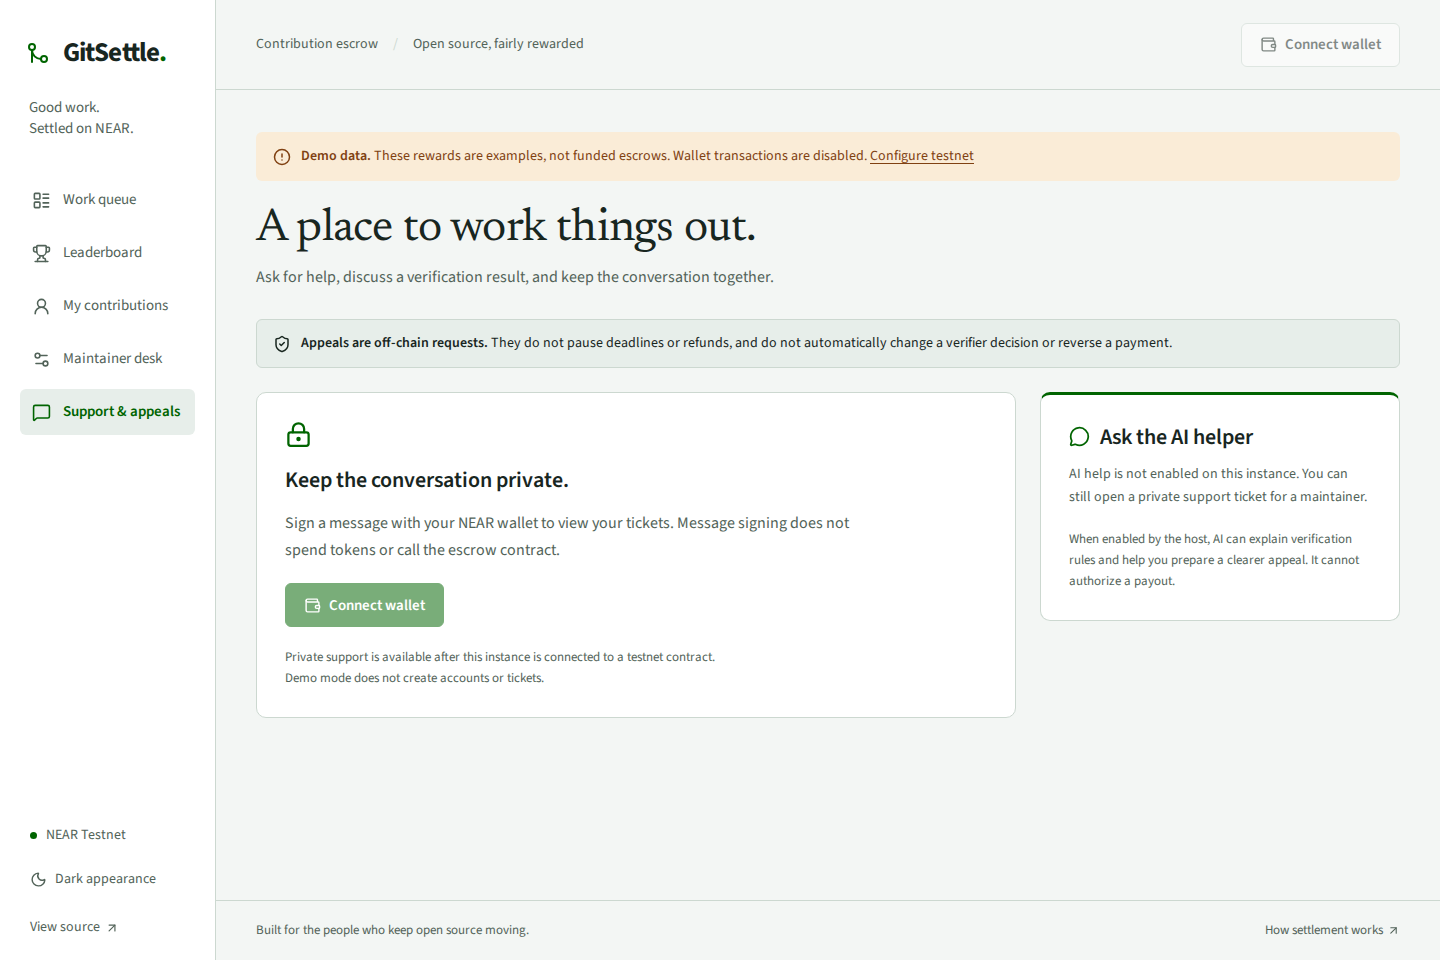 GitSettle.
Good work.
Settled on NEAR.
Work queue
Leaderboard
My contributions
Maintainer desk
Support & appeals
NEAR Testnet
Dark appearance
View source
Contribution escrow / Open source, fairly rewarded
Connect wallet
Demo data. These rewards are examples, not funded escrows. Wallet transactions are disabled. Configure testnet
A place to work things out.
Ask for help, discuss a verification result, and keep the conversation together.
Appeals are off-chain requests. They do not pause deadlines or refunds, and do not automatically change a verifier decision or reverse a payment.
Keep the conversation private.
Sign a message with your NEAR wallet to view your tickets. Message signing does not
spend tokens or call the escrow contract.
Connect wallet
Private support is available after this instance is connected to a testnet contract.
Demo mode does not create accounts or tickets.
Ask the AI helper
AI help is not enabled on this instance. You can
still open a private support ticket for a maintainer.
When enabled by the host, AI can explain verification
rules and help you prepare a clearer appeal. It cannot
authorize a payout.
Built for the people who keep open source moving.
How settlement works